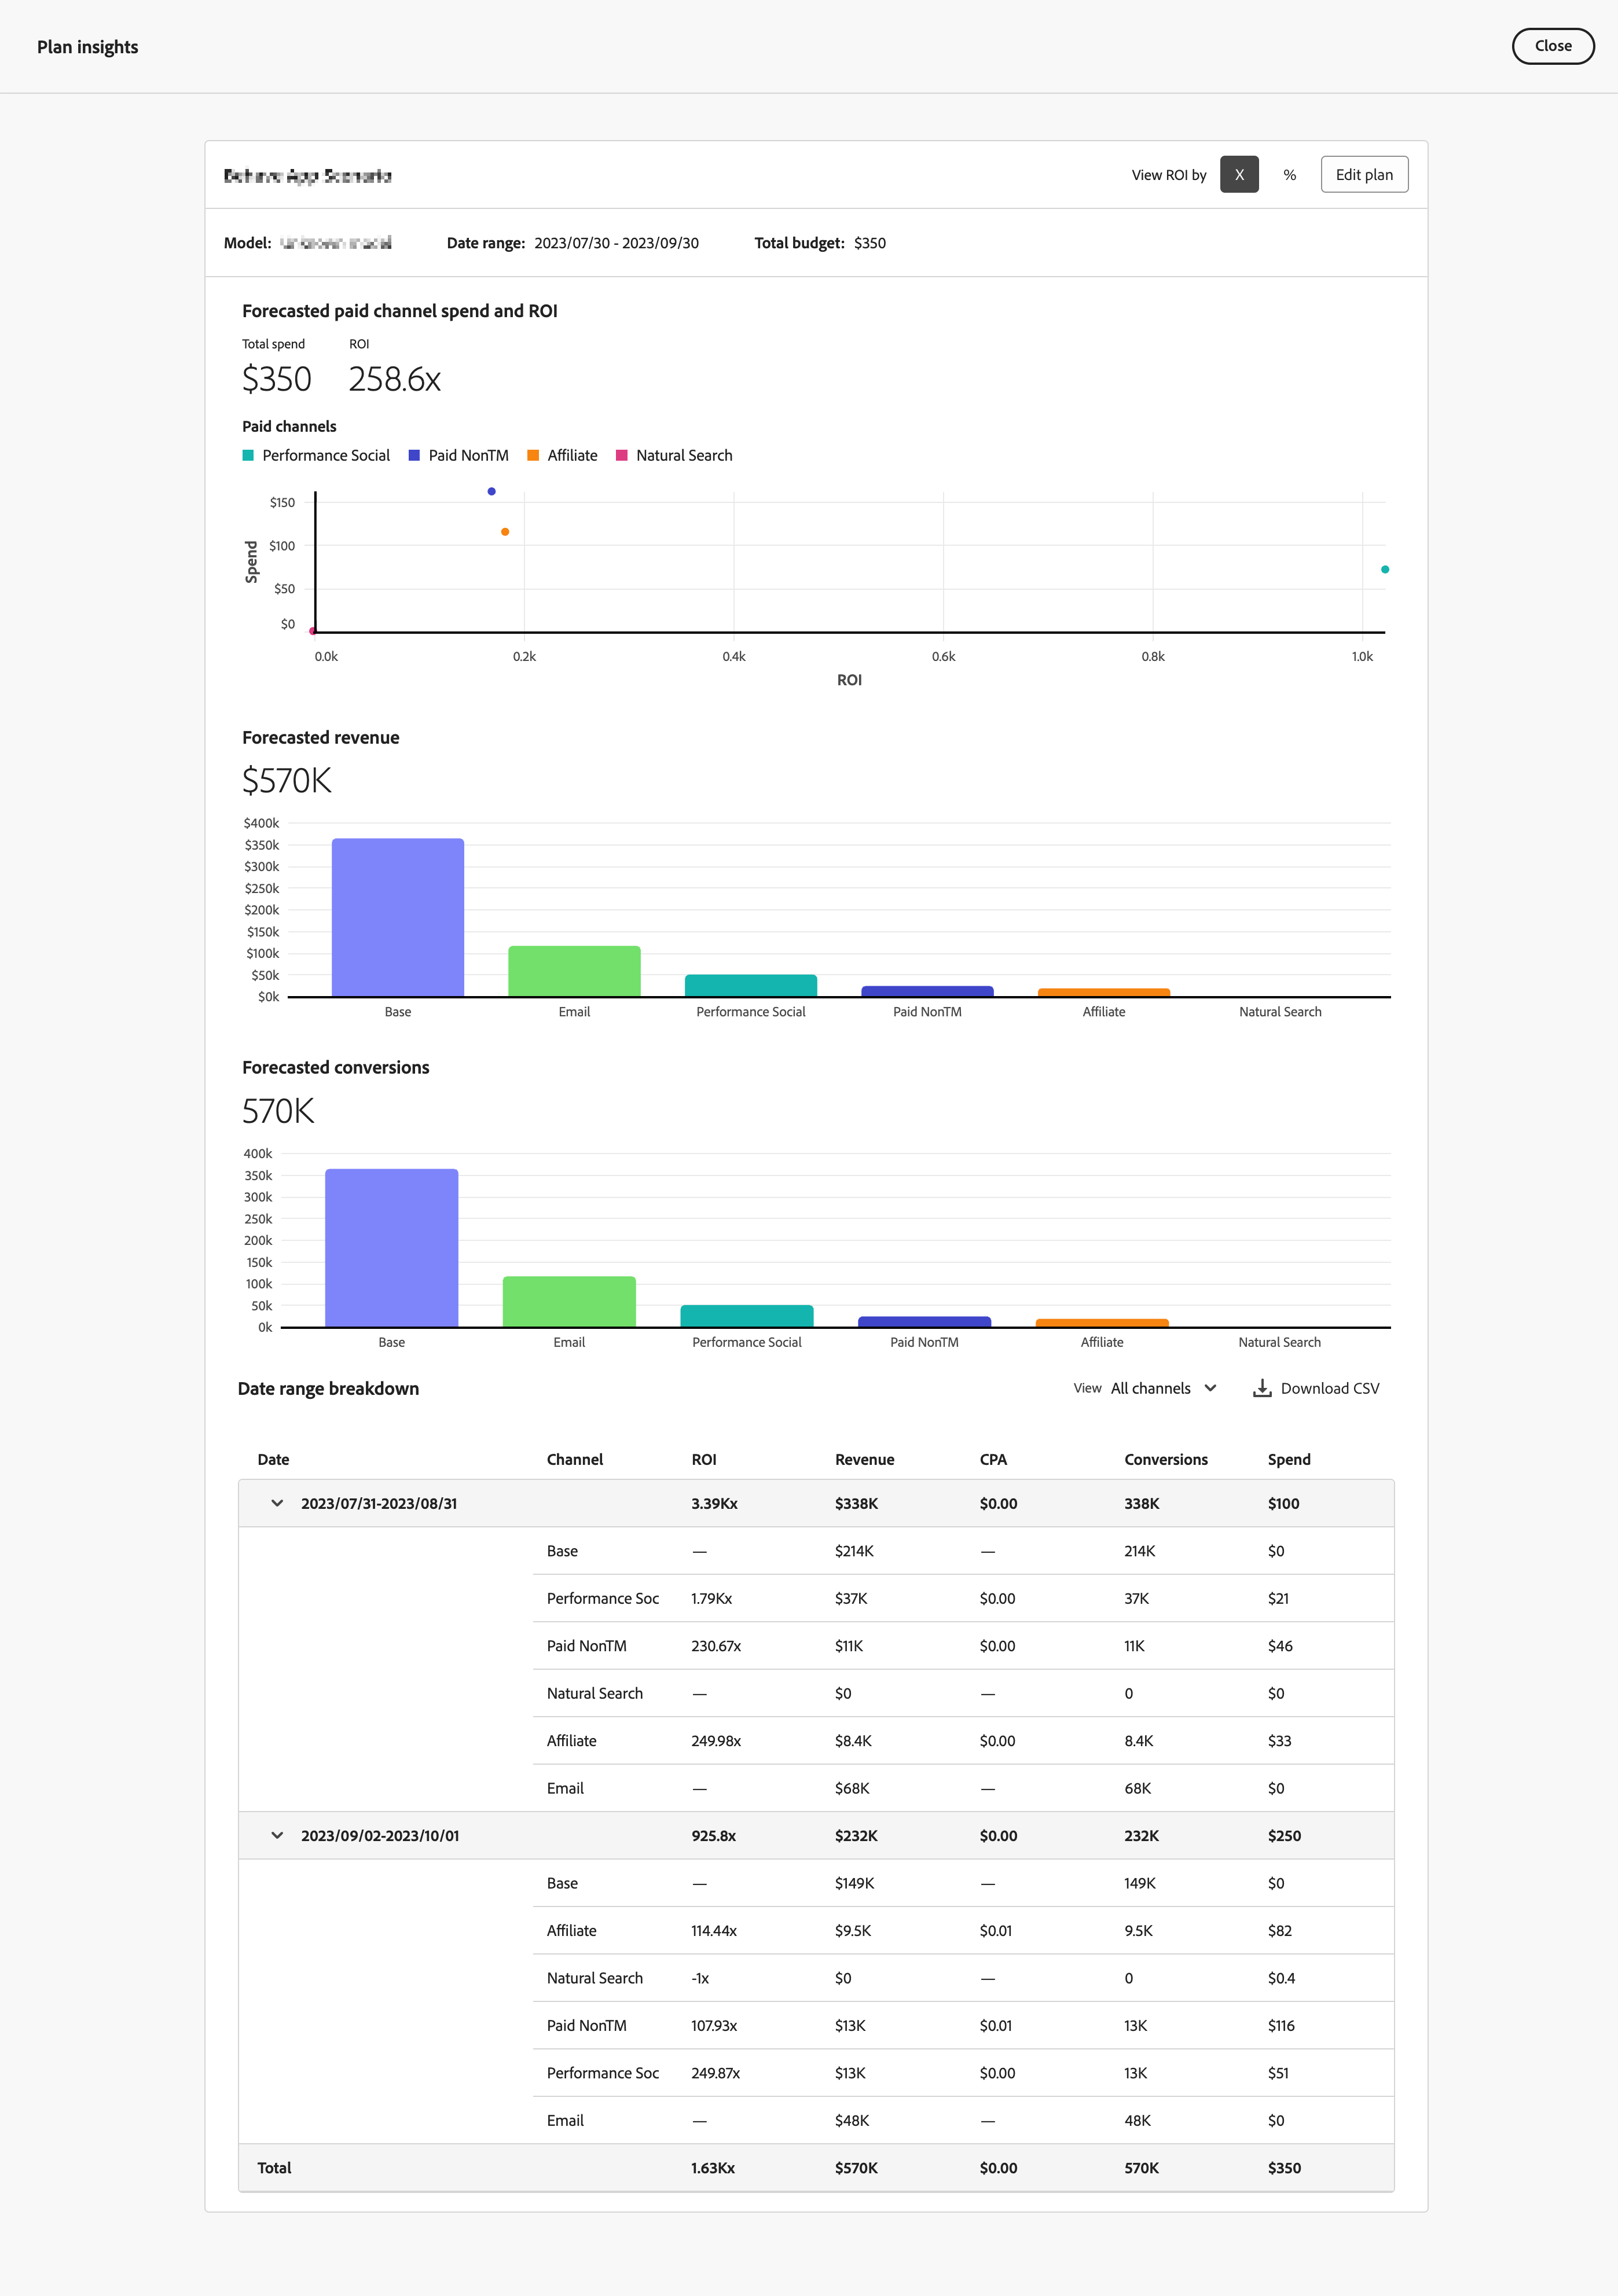 Plan insights Close
View ROI by X % Edit plan
Model: Date range: 2023/07/30 - 2023/09/30 Total budget: $350
Forecasted paid channel spend and ROI
Total spend ROI
$350 258.6x
Paid channels
Performance Social Paid NonTM Affiliate Natural Search
$150
$100
$50
$0
Spend
0.0k 0.2k 0.4k 0.6k 0.8k 1.0k
ROI
Forecasted revenue
$570K
$400k
$350k
$300k
$250k
$200k
$150k
$100k
$50k
$0k
Base Email Performance Social Paid NonTM Affiliate Natural Search
Forecasted conversions
570K
400k
350k
300k
250k
200k
150k
100k
50k
0k
Base Email Performance Social Paid NonTM Affiliate Natural Search
Date range breakdown View All channels Download CSV
Date Channel ROI Revenue CPA Conversions Spend
2023/07/31-2023/08/31 3.39Kx $338K $0.00 338K $100
Base — $214K — 214K $0
Performance Soc 1.79Kx $37K $0.00 37K $21
Paid NonTM 230.67x $11K $0.00 11K $46
Natural Search — $0 — 0 $0
Affiliate 249.98x $8.4K $0.00 8.4K $33
Email — $68K — 68K $0
2023/09/02-2023/10/01 925.8x $232K $0.00 232K $250
Base — $149K — 149K $0
Affiliate 114.44x $9.5K $0.01 9.5K $82
Natural Search -1x $0 — 0 $0.4
Paid NonTM 107.93x $13K $0.01 13K $116
Performance Soc 249.87x $13K $0.00 13K $51
Email — $48K — 48K $0
Total 1.63Kx $570K $0.00 570K $350